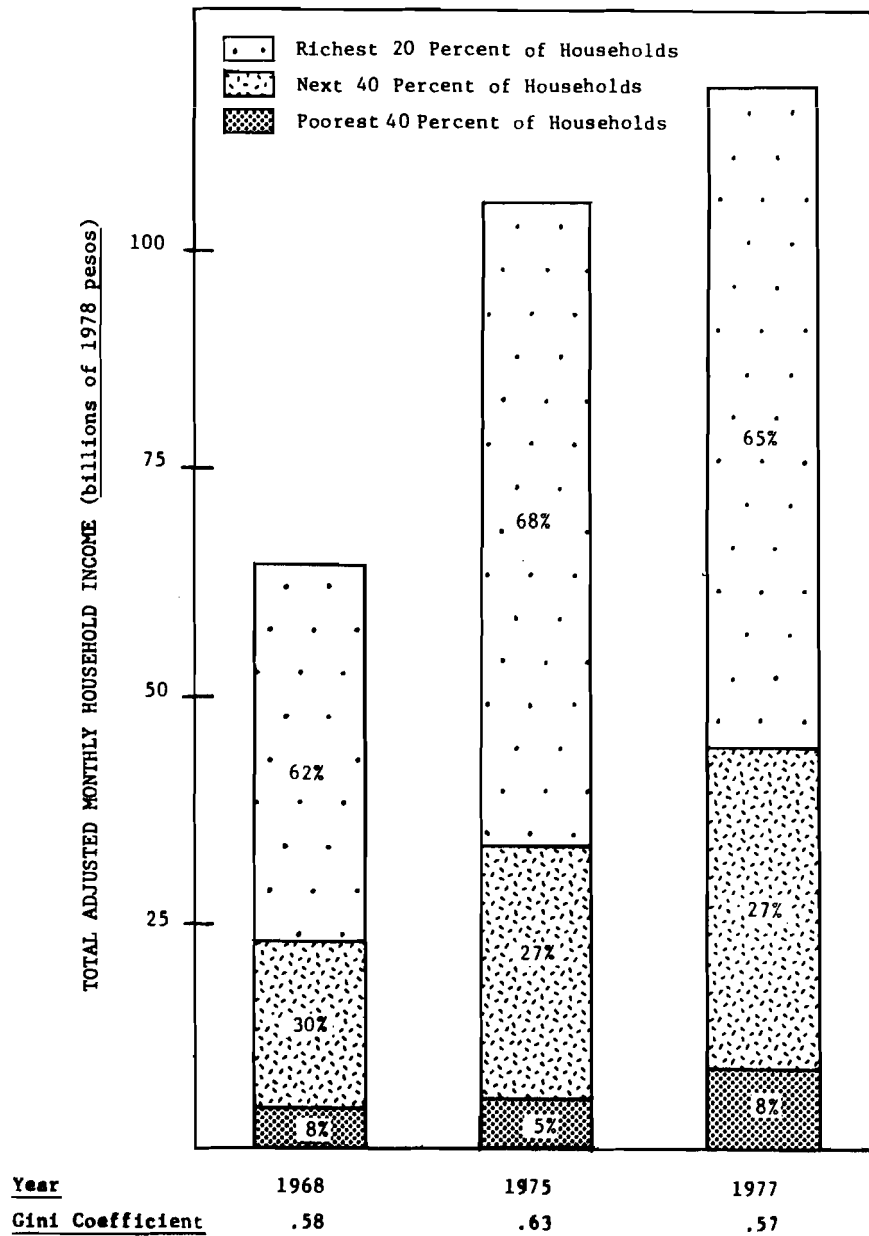 Richest 20 Percent of Households
Next 40 Percent of Households
Poorest 40 Percent of Households
TOTAL ADJUSTED MONTHLY HOUSEHOLD INCOME (billions of 1978 pesos)
100
75
50
25
62%
30%
8%
68%
27%
5%
65%
27%
8%
Year 1968 1975 1977
Gini Coefficient .58 .63 .57